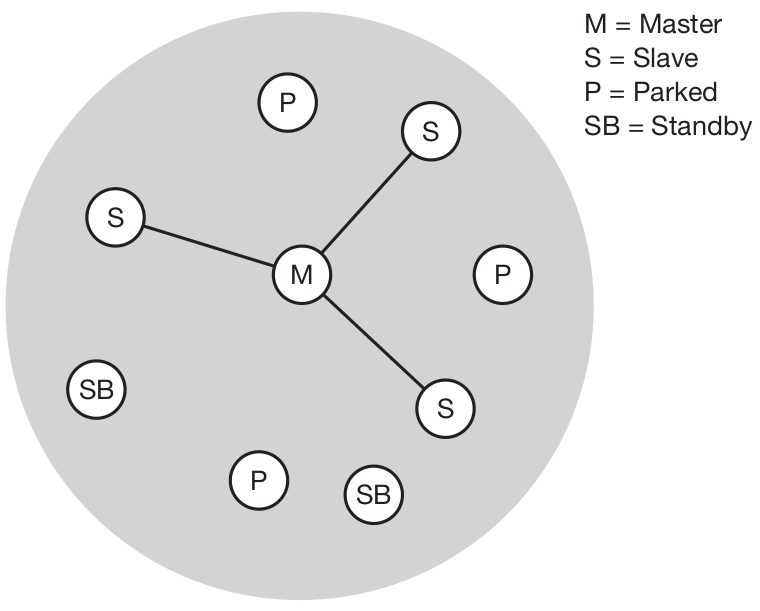 M = Master
S = Slave
P = Parked
SB = Standby
P
S
S
M
P
SB
S
P
SB